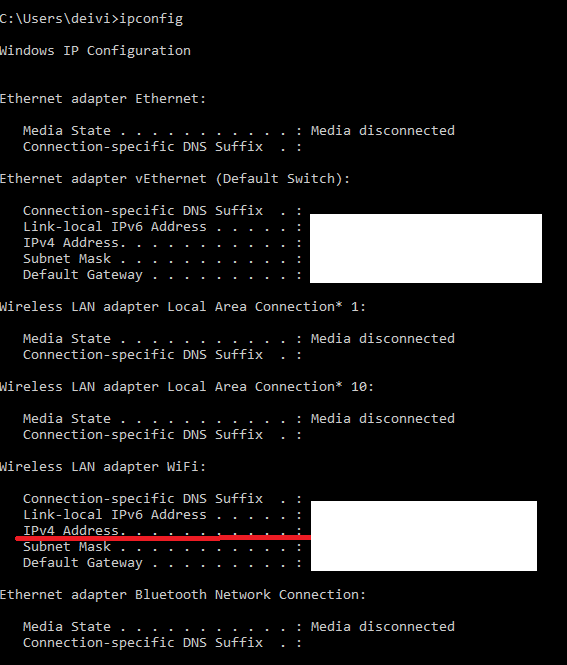 C:\Users\deivi>ipconfig
Windows IP Configuration
Ethernet adapter Ethernet:
Media State . . . . . . . . . . . : Media disconnected
Connection-specific DNS Suffix  . :
Ethernet adapter vEthernet (Default Switch):
Connection-specific DNS Suffix  . :
Link-local IPv6 Address . . . . . :
IPv4 Address. . . . . . . . . . . :
Subnet Mask . . . . . . . . . . . :
Default Gateway . . . . . . . . . :
Wireless LAN adapter Local Area Connection* 1:
Media State . . . . . . . . . . . : Media disconnected
Connection-specific DNS Suffix  . :
Wireless LAN adapter Local Area Connection* 10:
Media State . . . . . . . . . . . : Media disconnected
Connection-specific DNS Suffix  . :
Wireless LAN adapter WiFi:
Connection-specific DNS Suffix  . :
Link-local IPv6 Address . . . . . :
IPv4 Address. . . . . . . . . . . :
Subnet Mask . . . . . . . . . . . :
Default Gateway . . . . . . . . . :
Ethernet adapter Bluetooth Network Connection:
Media State . . . . . . . . . . . : Media disconnected
Connection-specific DNS Suffix  . :